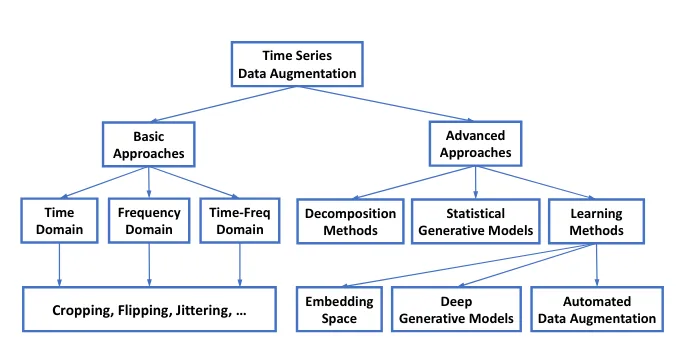 Time Series
Data Augmentation
Basic
Approaches
Advanced
Approaches
Time
Domain
Frequency
Domain
Time-Freq
Domain
Decomposition
Methods
Statistical
Generative Models
Learning
Methods
Cropping, Flipping, Jittering, ...
Embedding
Space
Deep
Generative Models
Automated
Data Augmentation